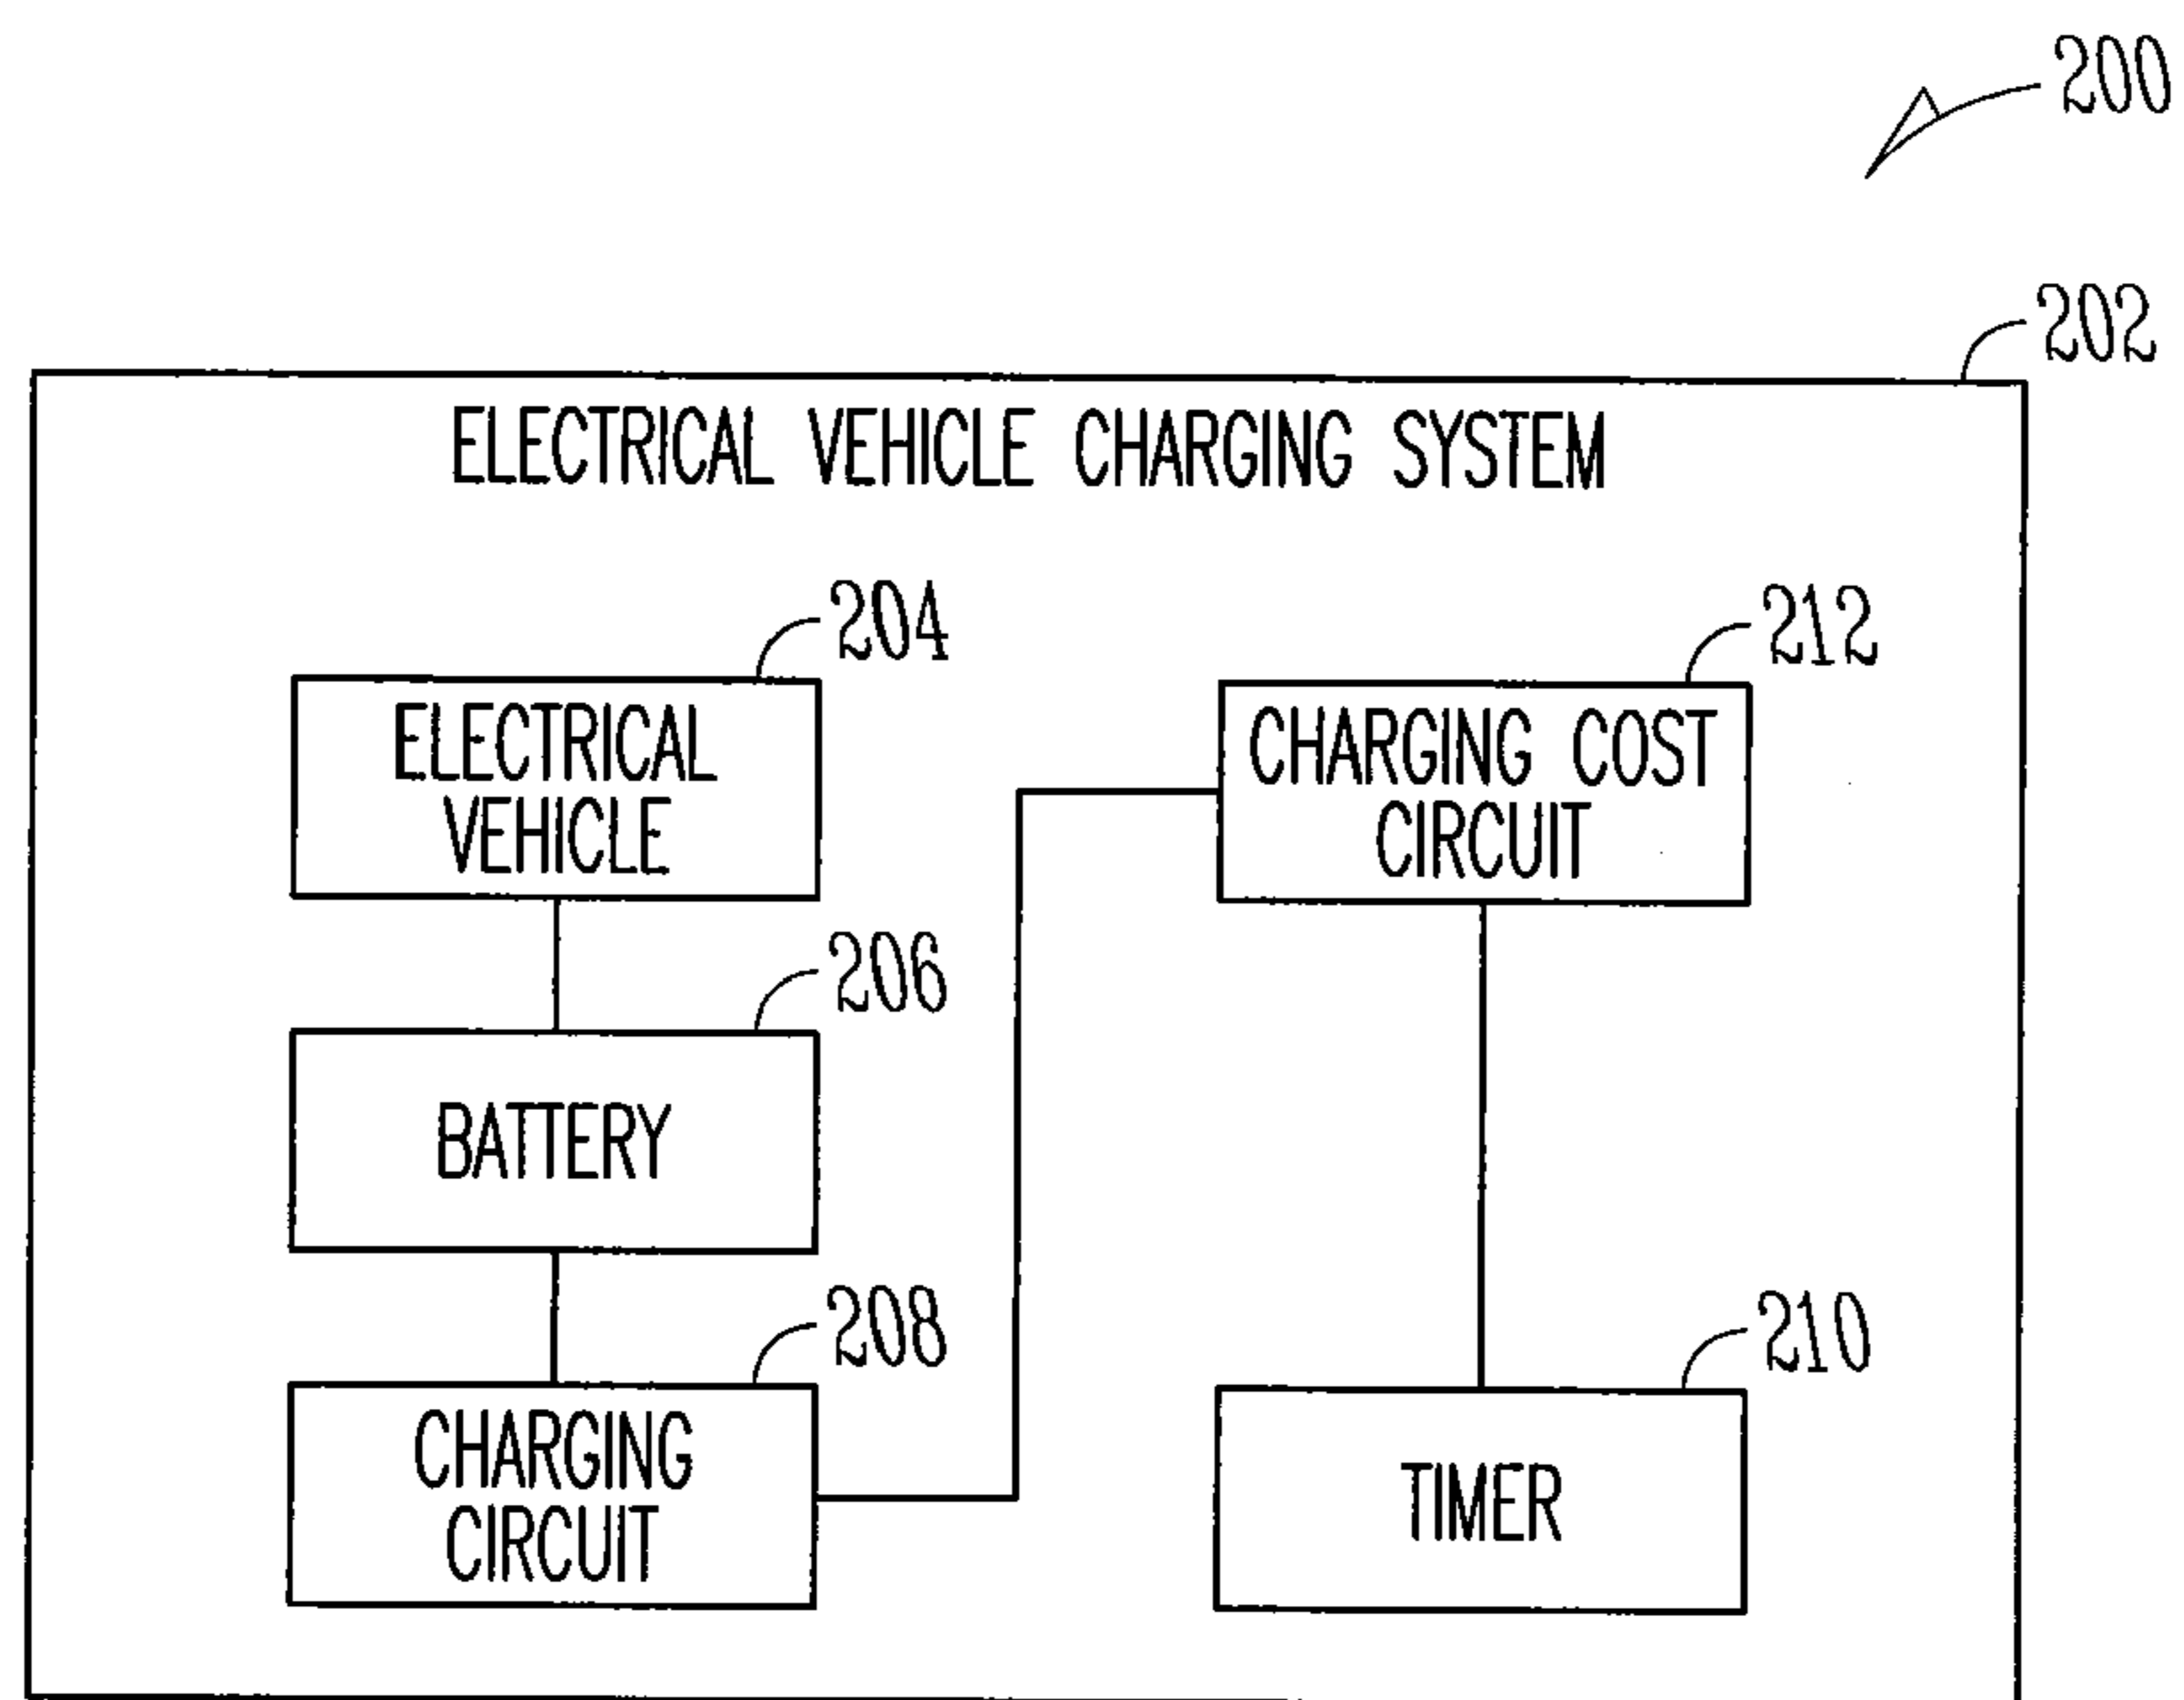 200
202
ELECTRICAL VEHICLE CHARGING SYSTEM
204
ELECTRICAL
VEHICLE
212
CHARGING COST
CIRCUIT
206
BATTERY
208
CHARGING
CIRCUIT
210
TIMER